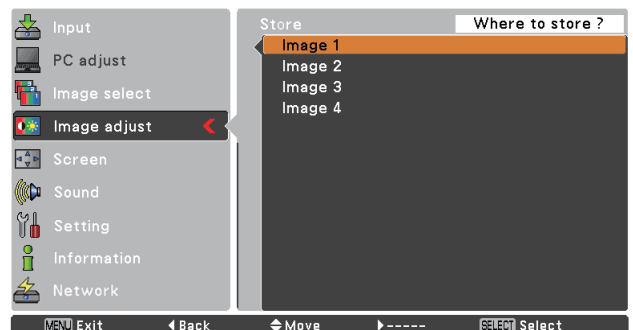 Input
PC adjust
Image select
Image adjust
Screen
Sound
Setting
Information
Network
Store
Where to store ?
Image 1
Image 2
Image 3
Image 4
MENU Exit ◀Back ◆Move ▶----- SELECT Select